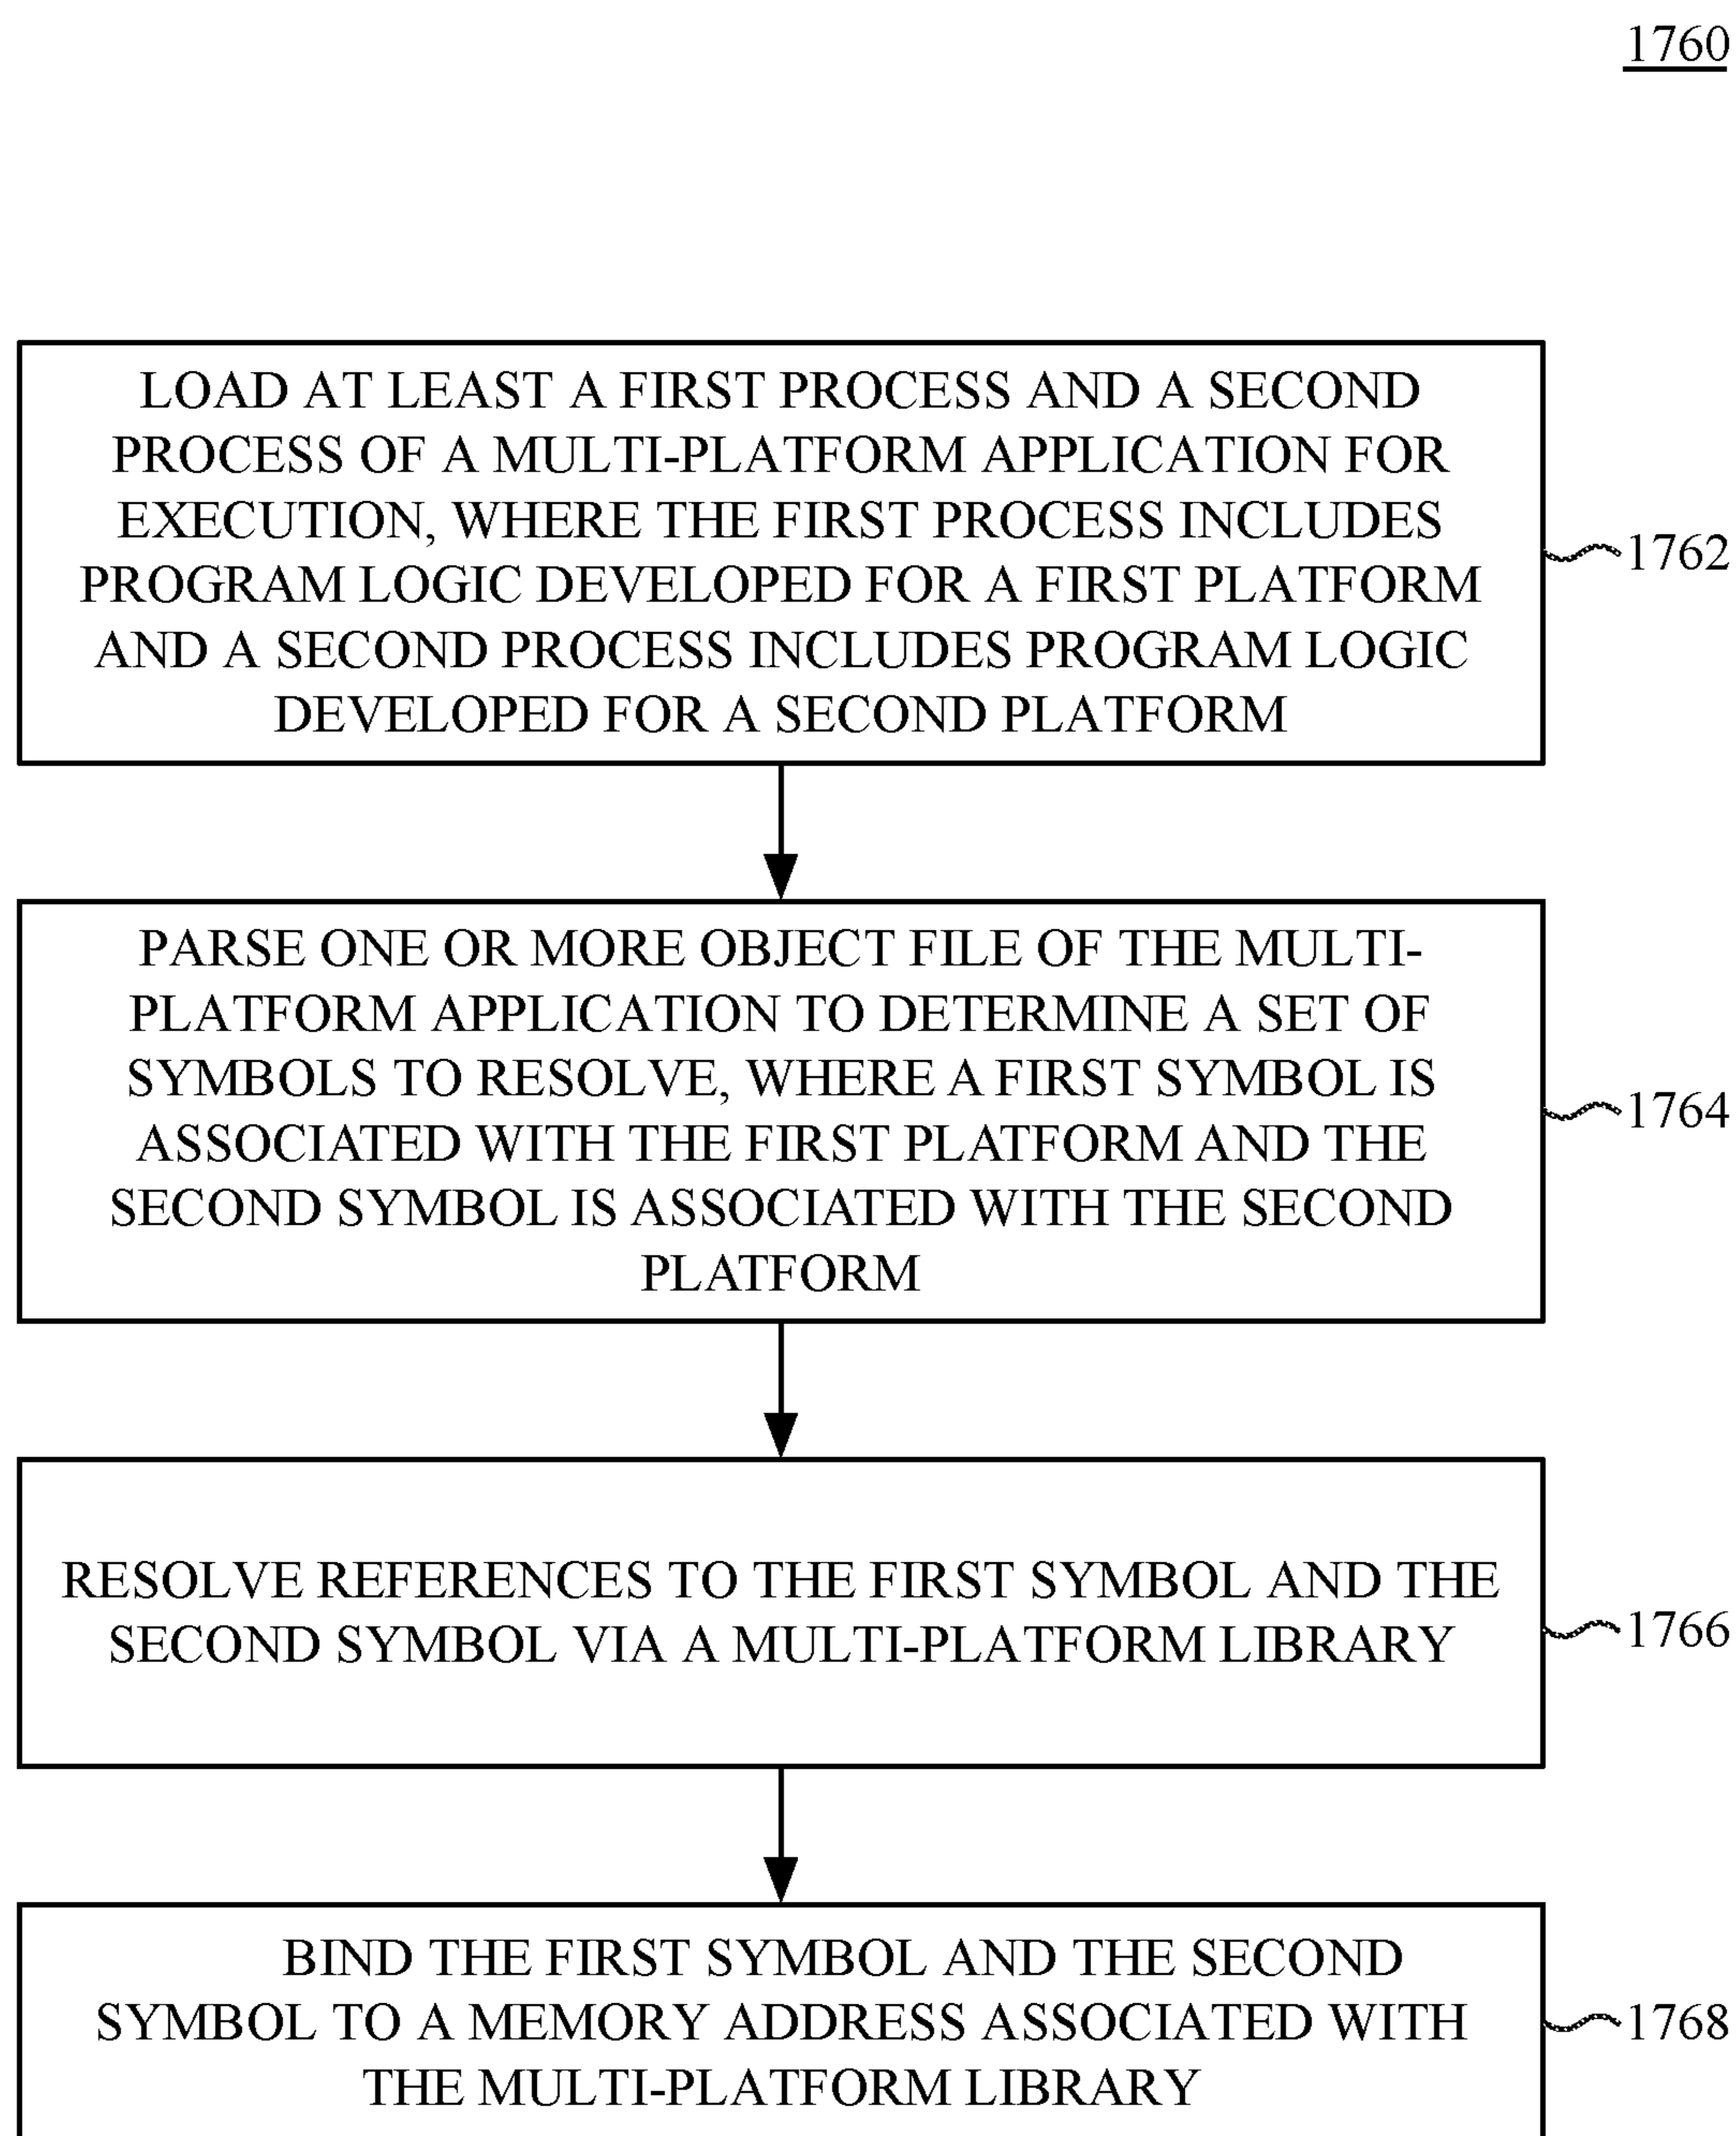 1760
LOAD AT LEAST A FIRST PROCESS AND A SECOND
PROCESS OF A MULTI-PLATFORM APPLICATION FOR
EXECUTION, WHERE THE FIRST PROCESS INCLUDES
PROGRAM LOGIC DEVELOPED FOR A FIRST PLATFORM
AND A SECOND PROCESS INCLUDES PROGRAM LOGIC
DEVELOPED FOR A SECOND PLATFORM
1762
PARSE ONE OR MORE OBJECT FILE OF THE MULTI-
PLATFORM APPLICATION TO DETERMINE A SET OF
SYMBOLS TO RESOLVE, WHERE A FIRST SYMBOL IS
ASSOCIATED WITH THE FIRST PLATFORM AND THE
SECOND SYMBOL IS ASSOCIATED WITH THE SECOND
PLATFORM
1764
RESOLVE REFERENCES TO THE FIRST SYMBOL AND THE
SECOND SYMBOL VIA A MULTI-PLATFORM LIBRARY
1766
BIND THE FIRST SYMBOL AND THE SECOND
SYMBOL TO A MEMORY ADDRESS ASSOCIATED WITH
THE MULTI-PLATFORM LIBRARY
1768